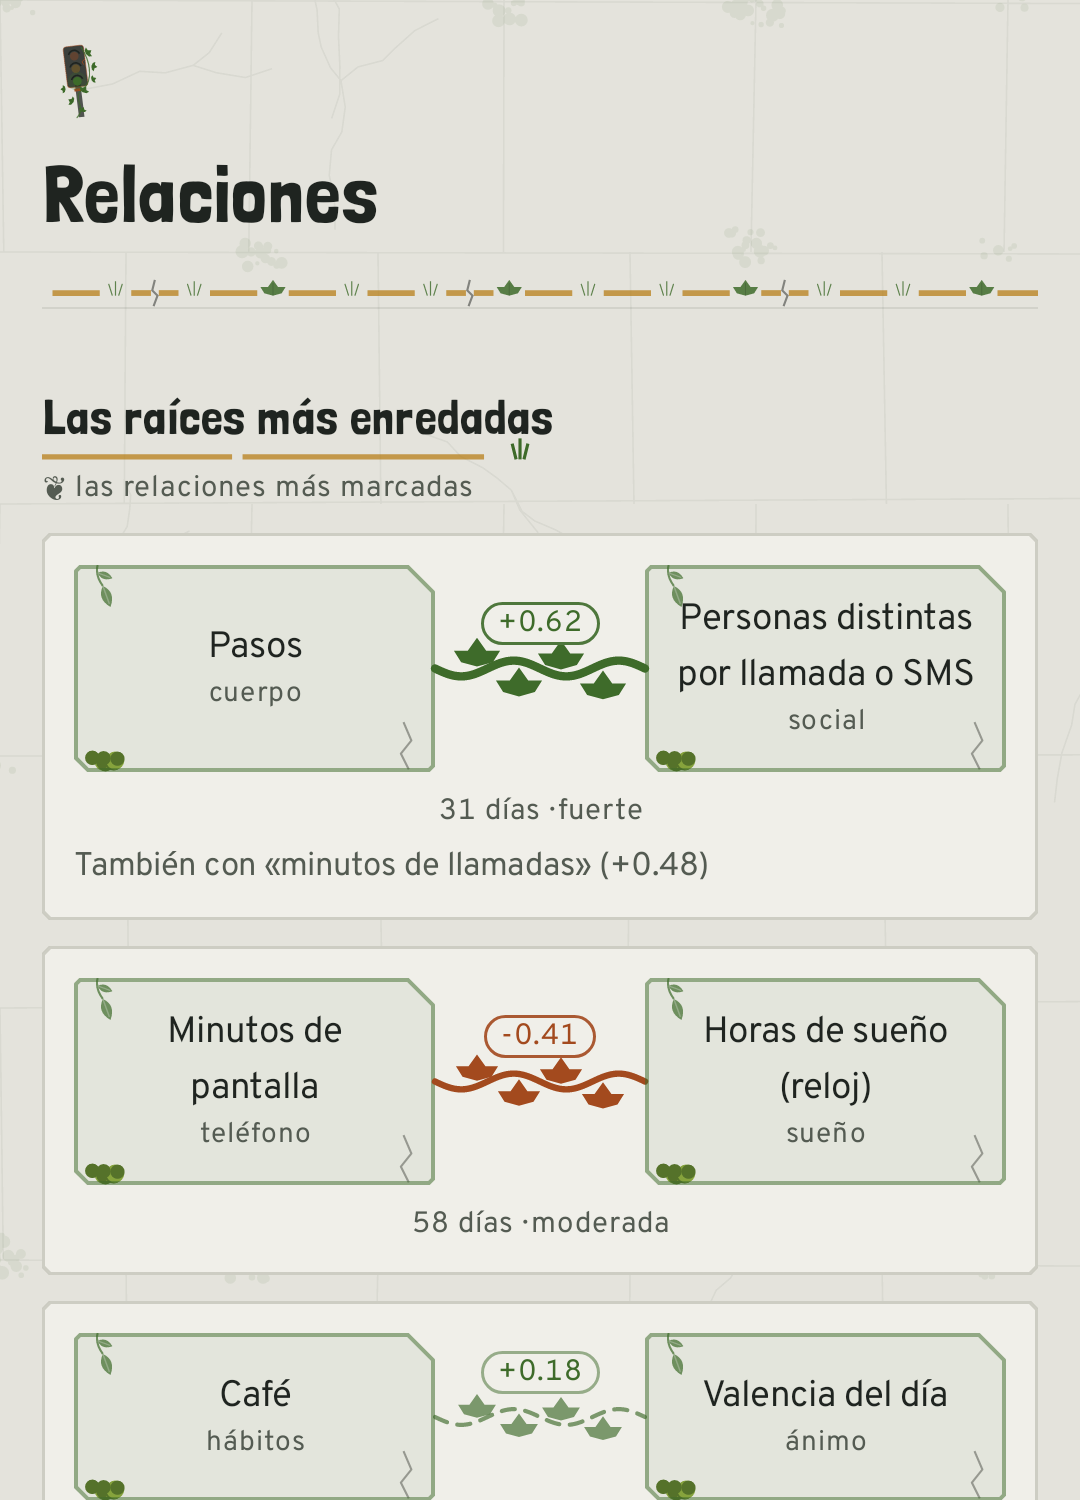 Relaciones
Las raíces más enredadas
❦ las relaciones más marcadas
Pasos
cuerpo
+0.62
Personas distintas
por llamada o SMS
social
31 días ·fuerte
También con «minutos de llamadas» (+0.48)
Minutos de
pantalla
teléfono
-0.41
Horas de sueño
(reloj)
sueño
58 días ·moderada
Café
hábitos
+0.18
Valencia del día
ánimo